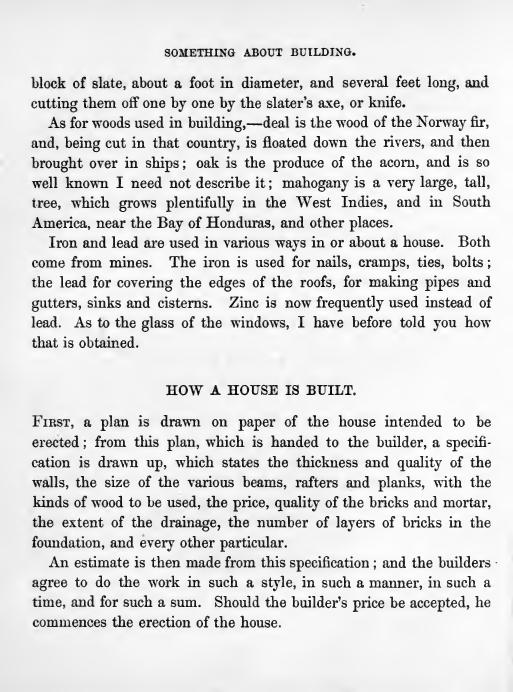 SOMETHING ABOUT BUILDING.
block of slate, about a foot in diameter, and several feet long, and
cutting them off one by one by the slater's axe, or knife.
As for woods used in building,—deal is the wood of the Norway fir,
and, being cut in that country, is floated down the rivers, and then
brought over in ships; oak is the produce of the acorn, and is so
well known I need not describe it; mahogany is a very large, tall,
tree, which grows plentifully in the West Indies, and in South
America, near the Bay of Honduras, and other places.
Iron and lead are used in various ways in or about a house. Both
come from mines. The iron is used for nails, cramps, ties, bolts;
the lead for covering the edges of the roofs, for making pipes and
gutters, sinks and cisterns. Zinc is now frequently used instead of
lead. As to the glass of the windows, I have before told you how
that is obtained.
HOW A HOUSE IS BUILT.
FIRST, a plan is drawn on paper of the house intended to be
erected; from this plan, which is handed to the builder, a specifi-
cation is drawn up, which states the thickness and quality of the
walls, the size of the various beams, rafters and planks, with the
kinds of wood to be used, the price, quality of the bricks and mortar,
the extent of the drainage, the number of layers of bricks in the
foundation, and every other particular.
An estimate is then made from this specification; and the builders
agree to do the work in such a style, in such a manner, in such a
time, and for such a sum. Should the builder's price be accepted, he
commences the erection of the house.